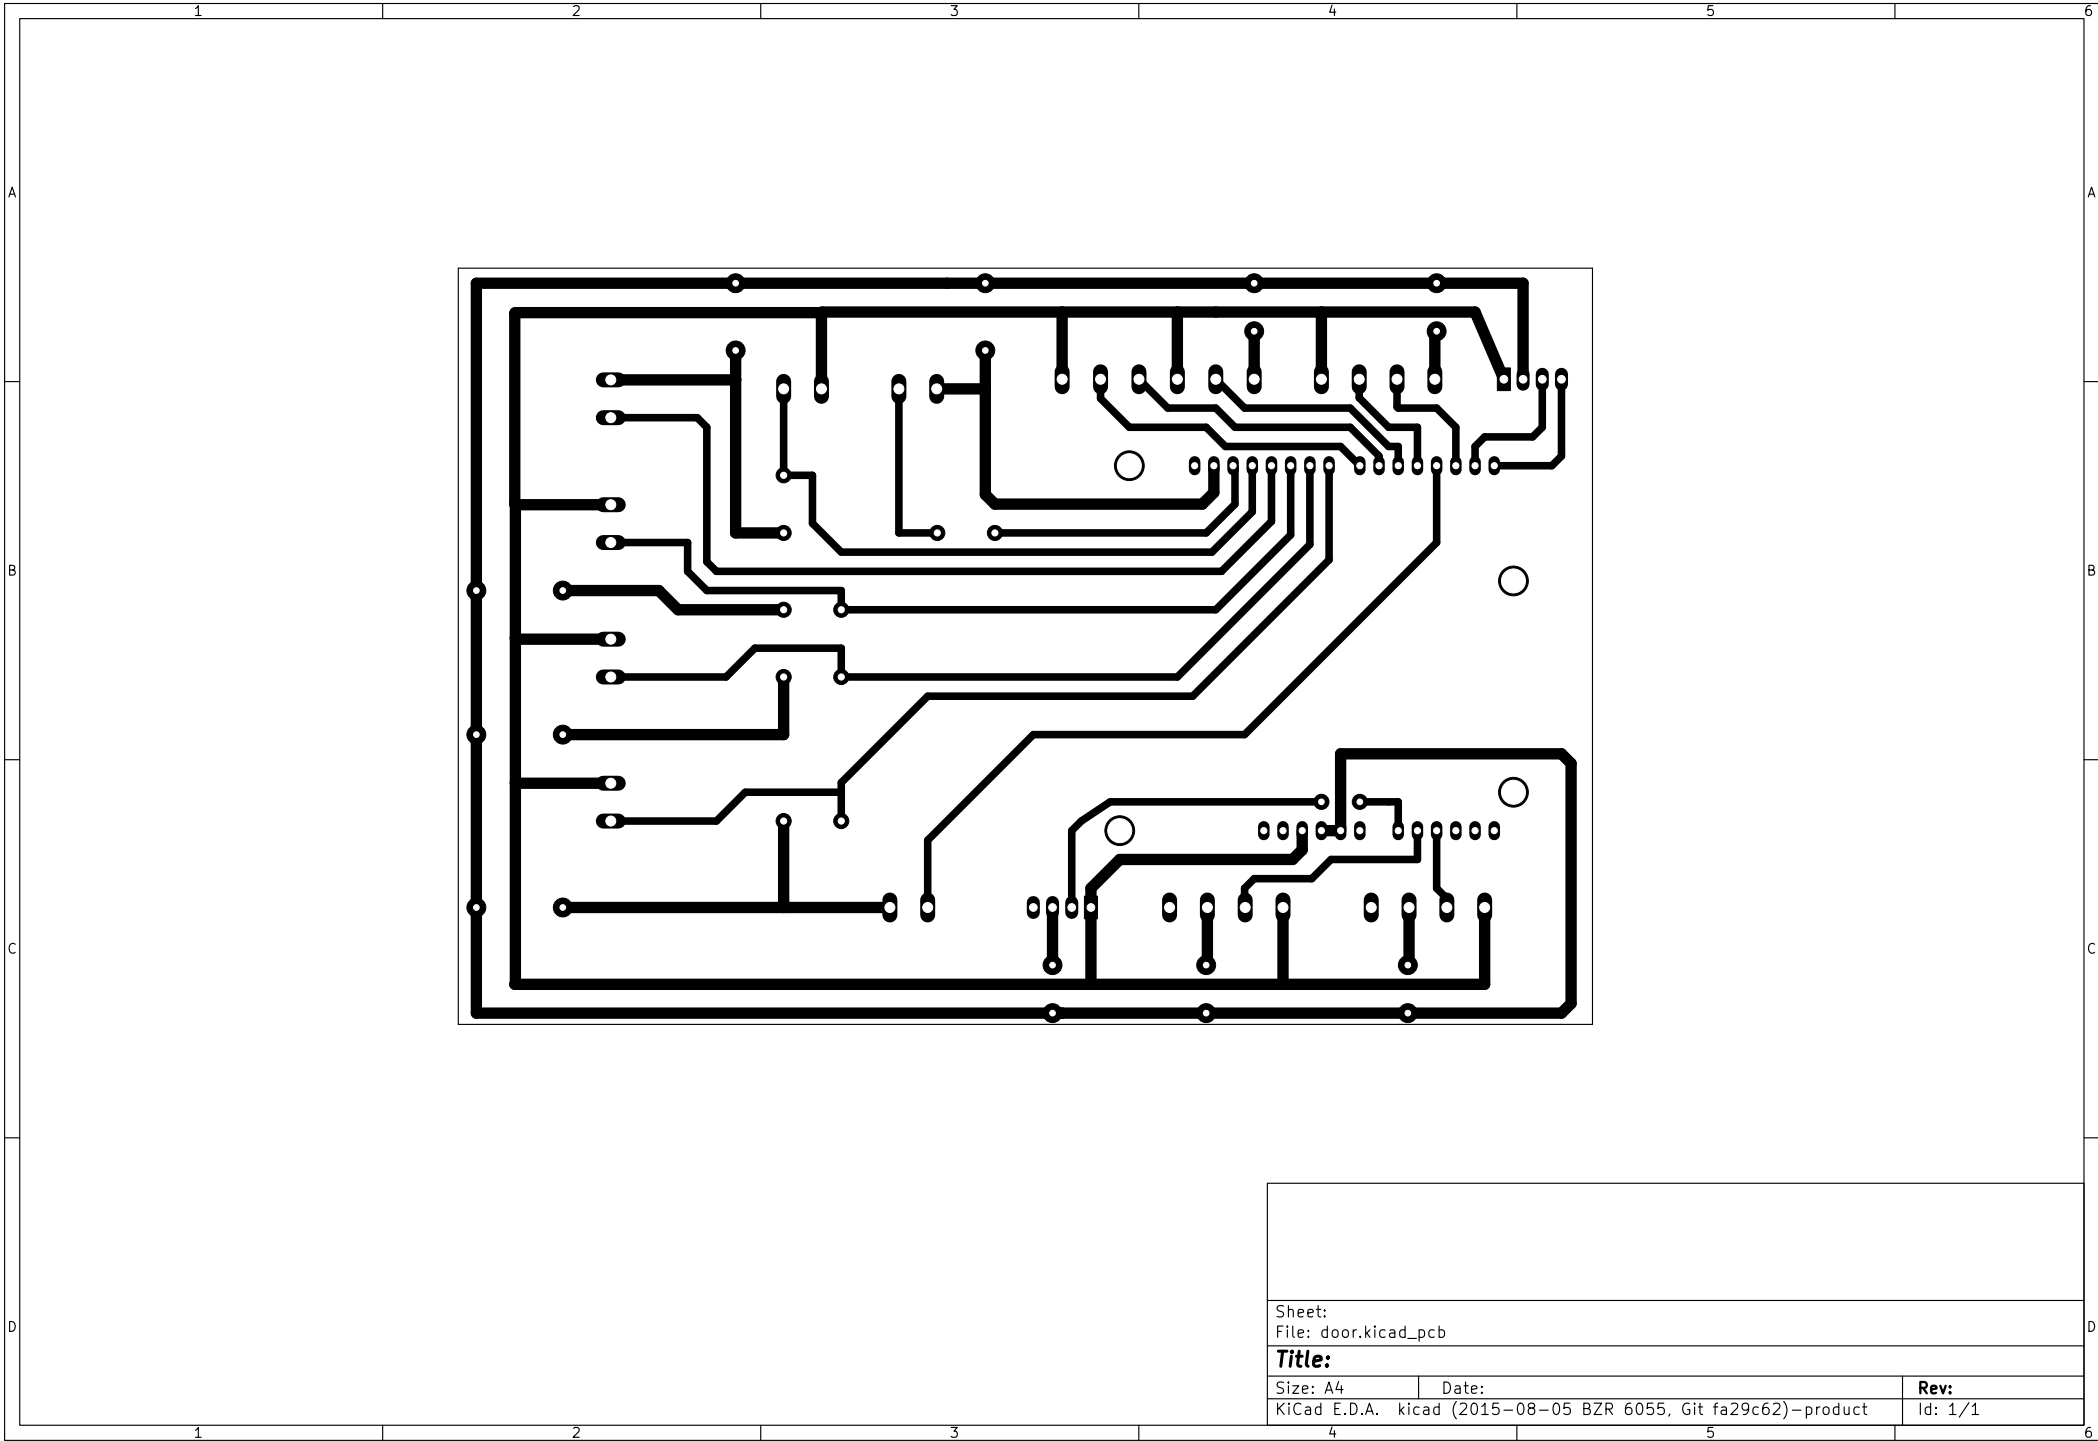 1 2 3 4 5 6
A A
B B
C C
Sheet:
File: door.kicad_pcb
D D
Title:
Size: A4 Date: Rev:
KiCad E.D.A. kicad (2015-08-05 BZR 6055, Git fa29c62)-product Id: 1/1
1 2 3 4 5 6